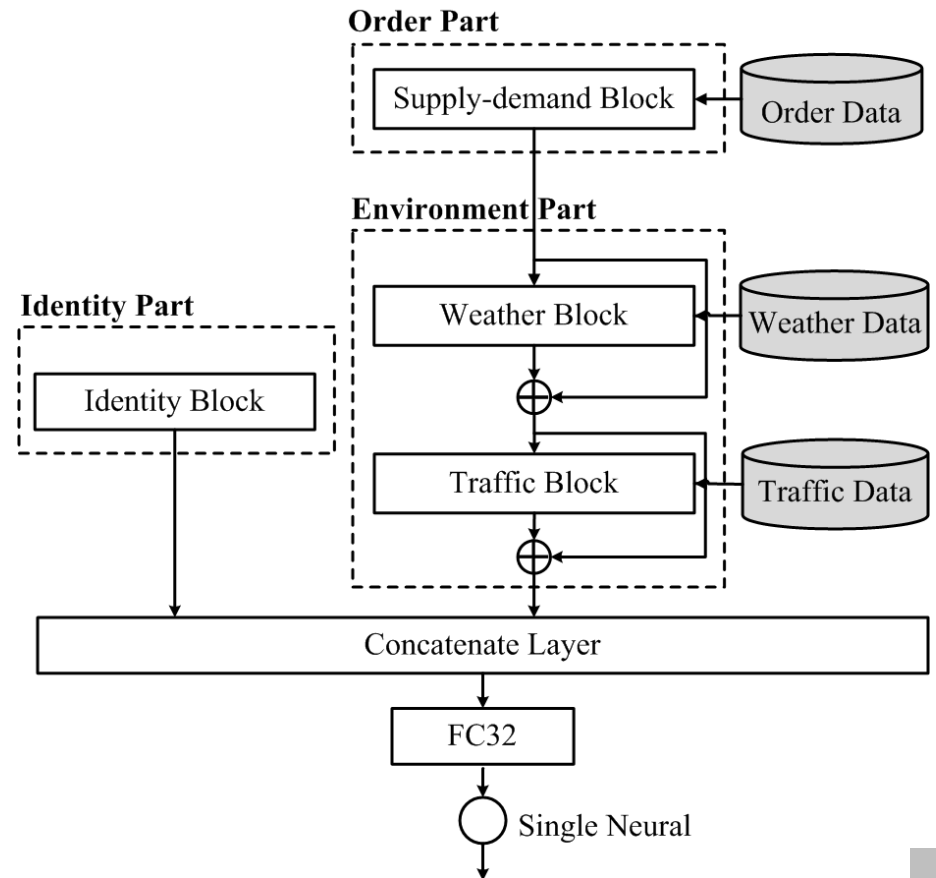 Order Part
Supply-demand Block
Order Data
Environment Part
Weather Block
Weather Data
Identity Part
Identity Block
Traffic Block
Traffic Data
Concatenate Layer
FC32
Single Neural